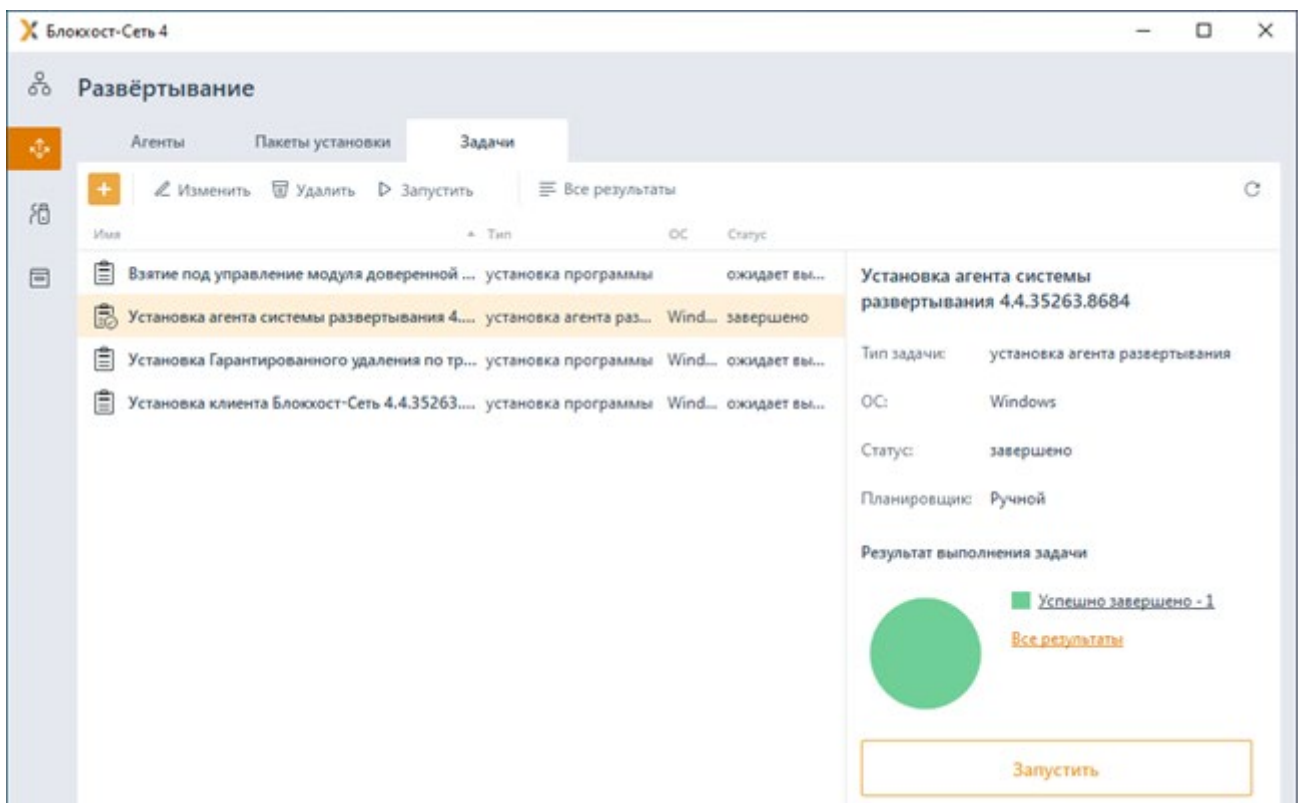 Блокхост-Сеть 4
Развёртывание
Агенты Пакеты установки Задачи
+ Изменить Удалить Запустить Все результаты
Имя Тип ОС Статус
Взятие под управление модуля доверенной ... установка программы ожидает вы...
Установка агента системы развертывания 4.... установка агента раз... Wind... завершено
Установка Гарантированного удаления по тр... установка программы Wind... ожидает вы...
Установка клиента Блокхост-Сеть 4.4.35263.... установка программы Wind... ожидает вы...
Установка агента системы
развертывания 4.4.35263.8684
Тип задачи: установка агента развертывания
ОС: Windows
Статус: завершено
Планировщик: Ручной
Результат выполнения задачи
Успешно завершено - 1
Все результаты
Запустить